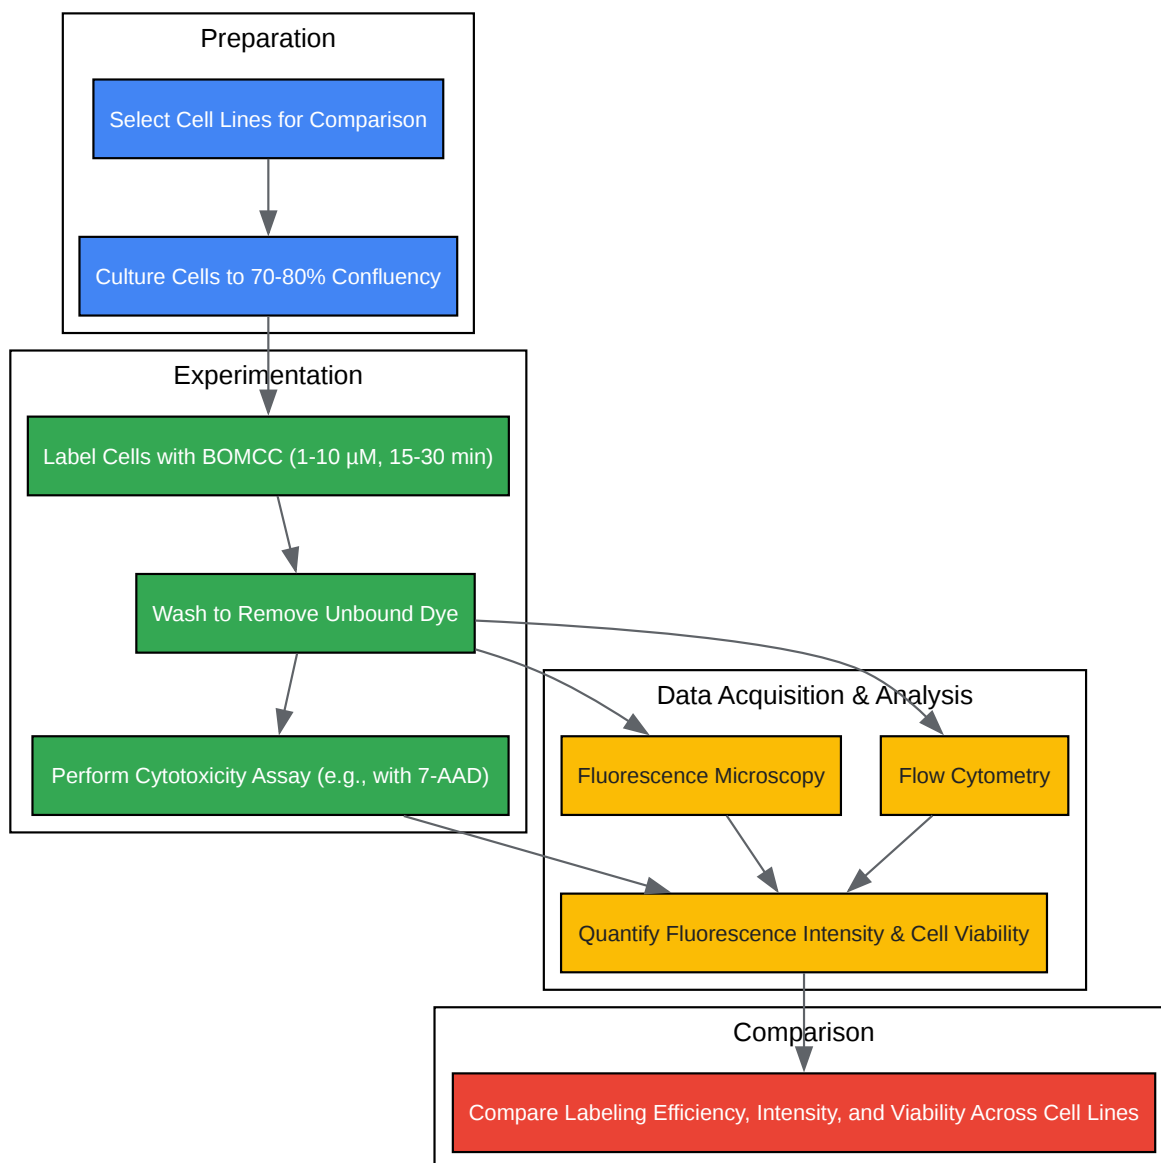 Preparation
Select Cell Lines for Comparison
Culture Cells to 70-80% Confluency
Experimentation
Label Cells with BOMCC (1-10 µM, 15-30 min)
Wash to Remove Unbound Dye
Perform Cytotoxicity Assay (e.g., with 7-AAD)
Data Acquisition & Analysis
Fluorescence Microscopy
Flow Cytometry
Quantify Fluorescence Intensity & Cell Viability
Comparison
Compare Labeling Efficiency, Intensity, and Viability Across Cell Lines